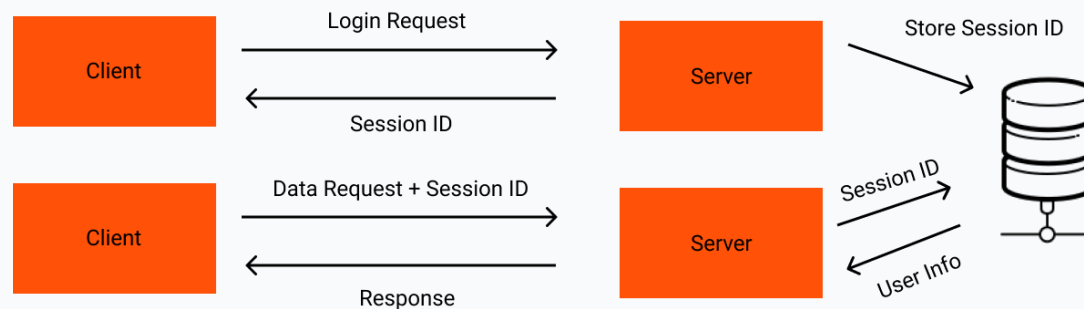 Login Request
Store Session ID
Client
Server
Session ID
Data Request + Session ID
Session ID
Client
Server
User Info
Response